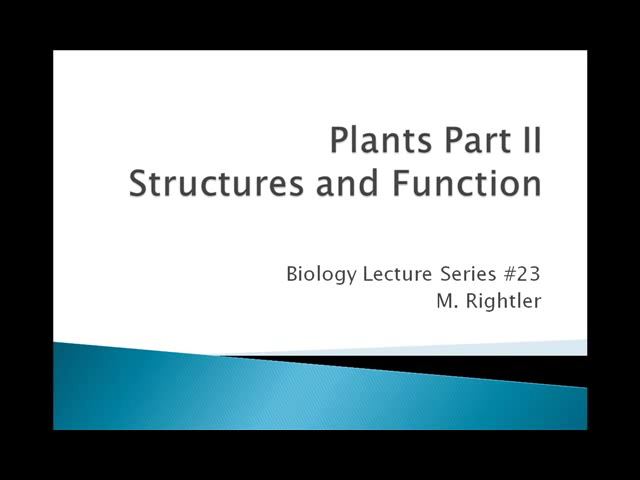 Plants Part II
Structures and Function
Biology Lecture Series #23
M. Rightler